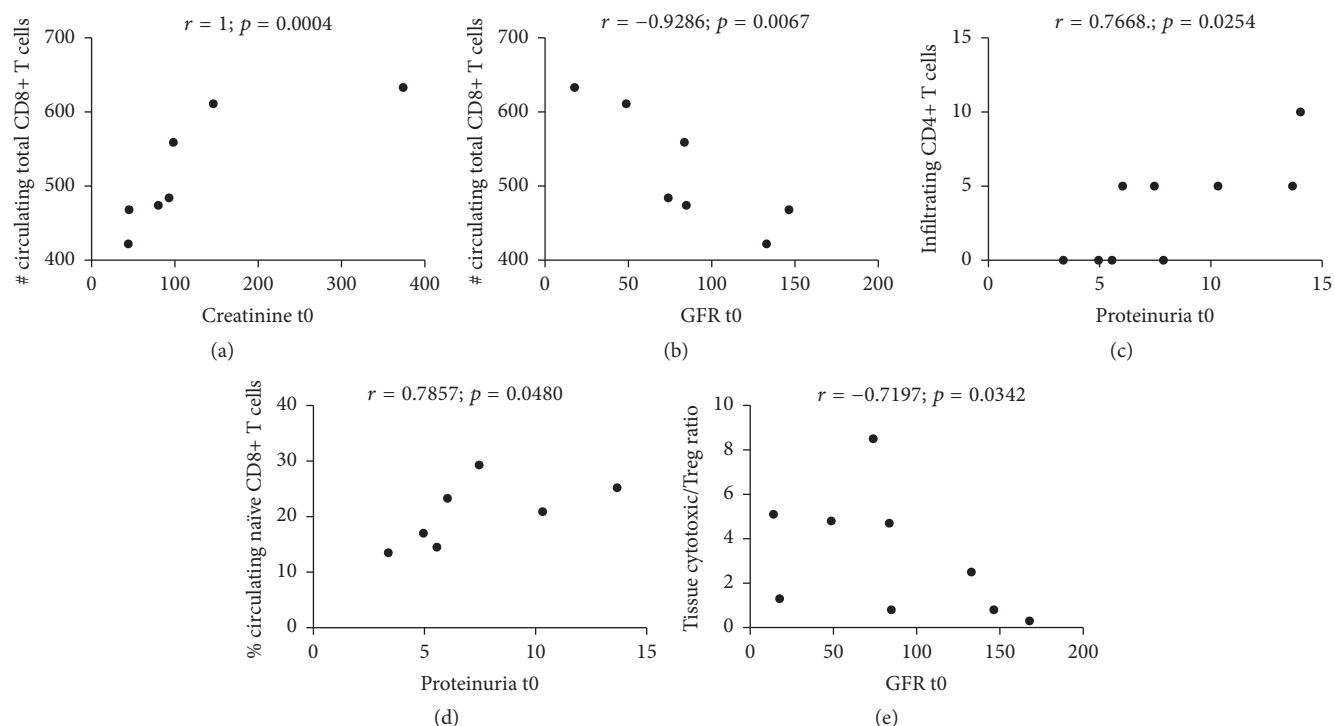 r = 1; p = 0.0004
# circulating total CD8+ T cells
700
600
500
400
0
100
200
300
400
Creatinine t0
(a)
r = −0.9286; p = 0.0067
# circulating total CD8+ T cells
700
600
500
400
0
50
100
150
200
GFR t0
(b)
r = 0.7668.; p = 0.0254
Infiltrating CD4+ T cells
15
10
5
0
0
5
10
15
Proteinuria t0
(c)
r = 0.7857; p = 0.0480
% circulating naïve CD8+ T cells
40
30
20
10
0
0
5
10
15
Proteinuria t0
(d)
r = −0.7197; p = 0.0342
Tissue cytotoxic/Treg ratio
10
8
6
4
2
0
0
50
100
150
200
GFR t0
(e)